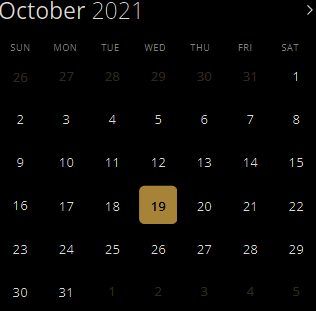 October 2021
SUN MON TUE WED THU FRI SAT
26 27 28 29 30 31 1
2 3 4 5 6 7 8
9 10 11 12 13 14 15
16 17 18 19 20 21 22
23 24 25 26 27 28 29
30 31 1 2 3 4 5